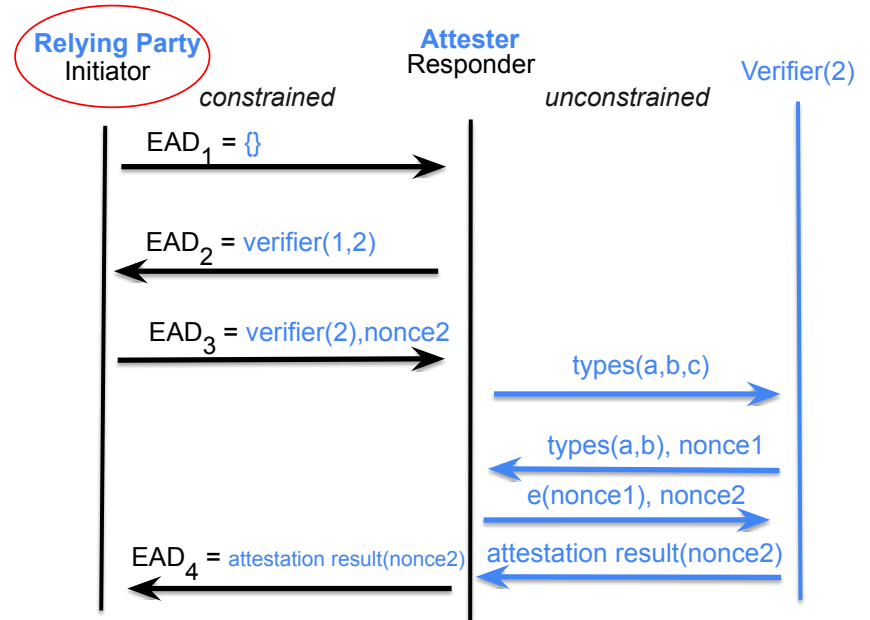 Relying Party
Initiator
Attester
Responder
Verifier(2)
constrained
unconstrained
EAD1 = {}
EAD2 = verifier(1,2)
EAD3 = verifier(2),nonce2
types(a,b,c)
types(a,b), nonce1
e(nonce1), nonce2
attestation result(nonce2)
EAD4 = attestation result(nonce2)